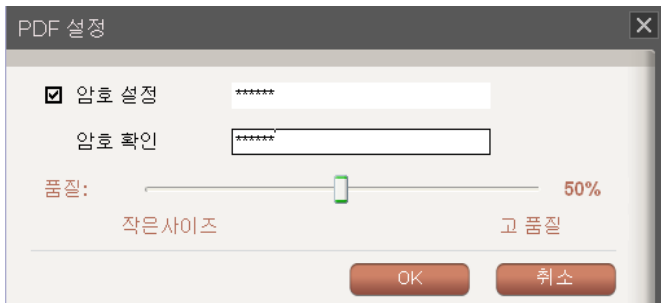 PDF 설정
암호 설정 ******
암호 확인 ******
품질: 50%
작은사이즈 고 품질
OK 취소